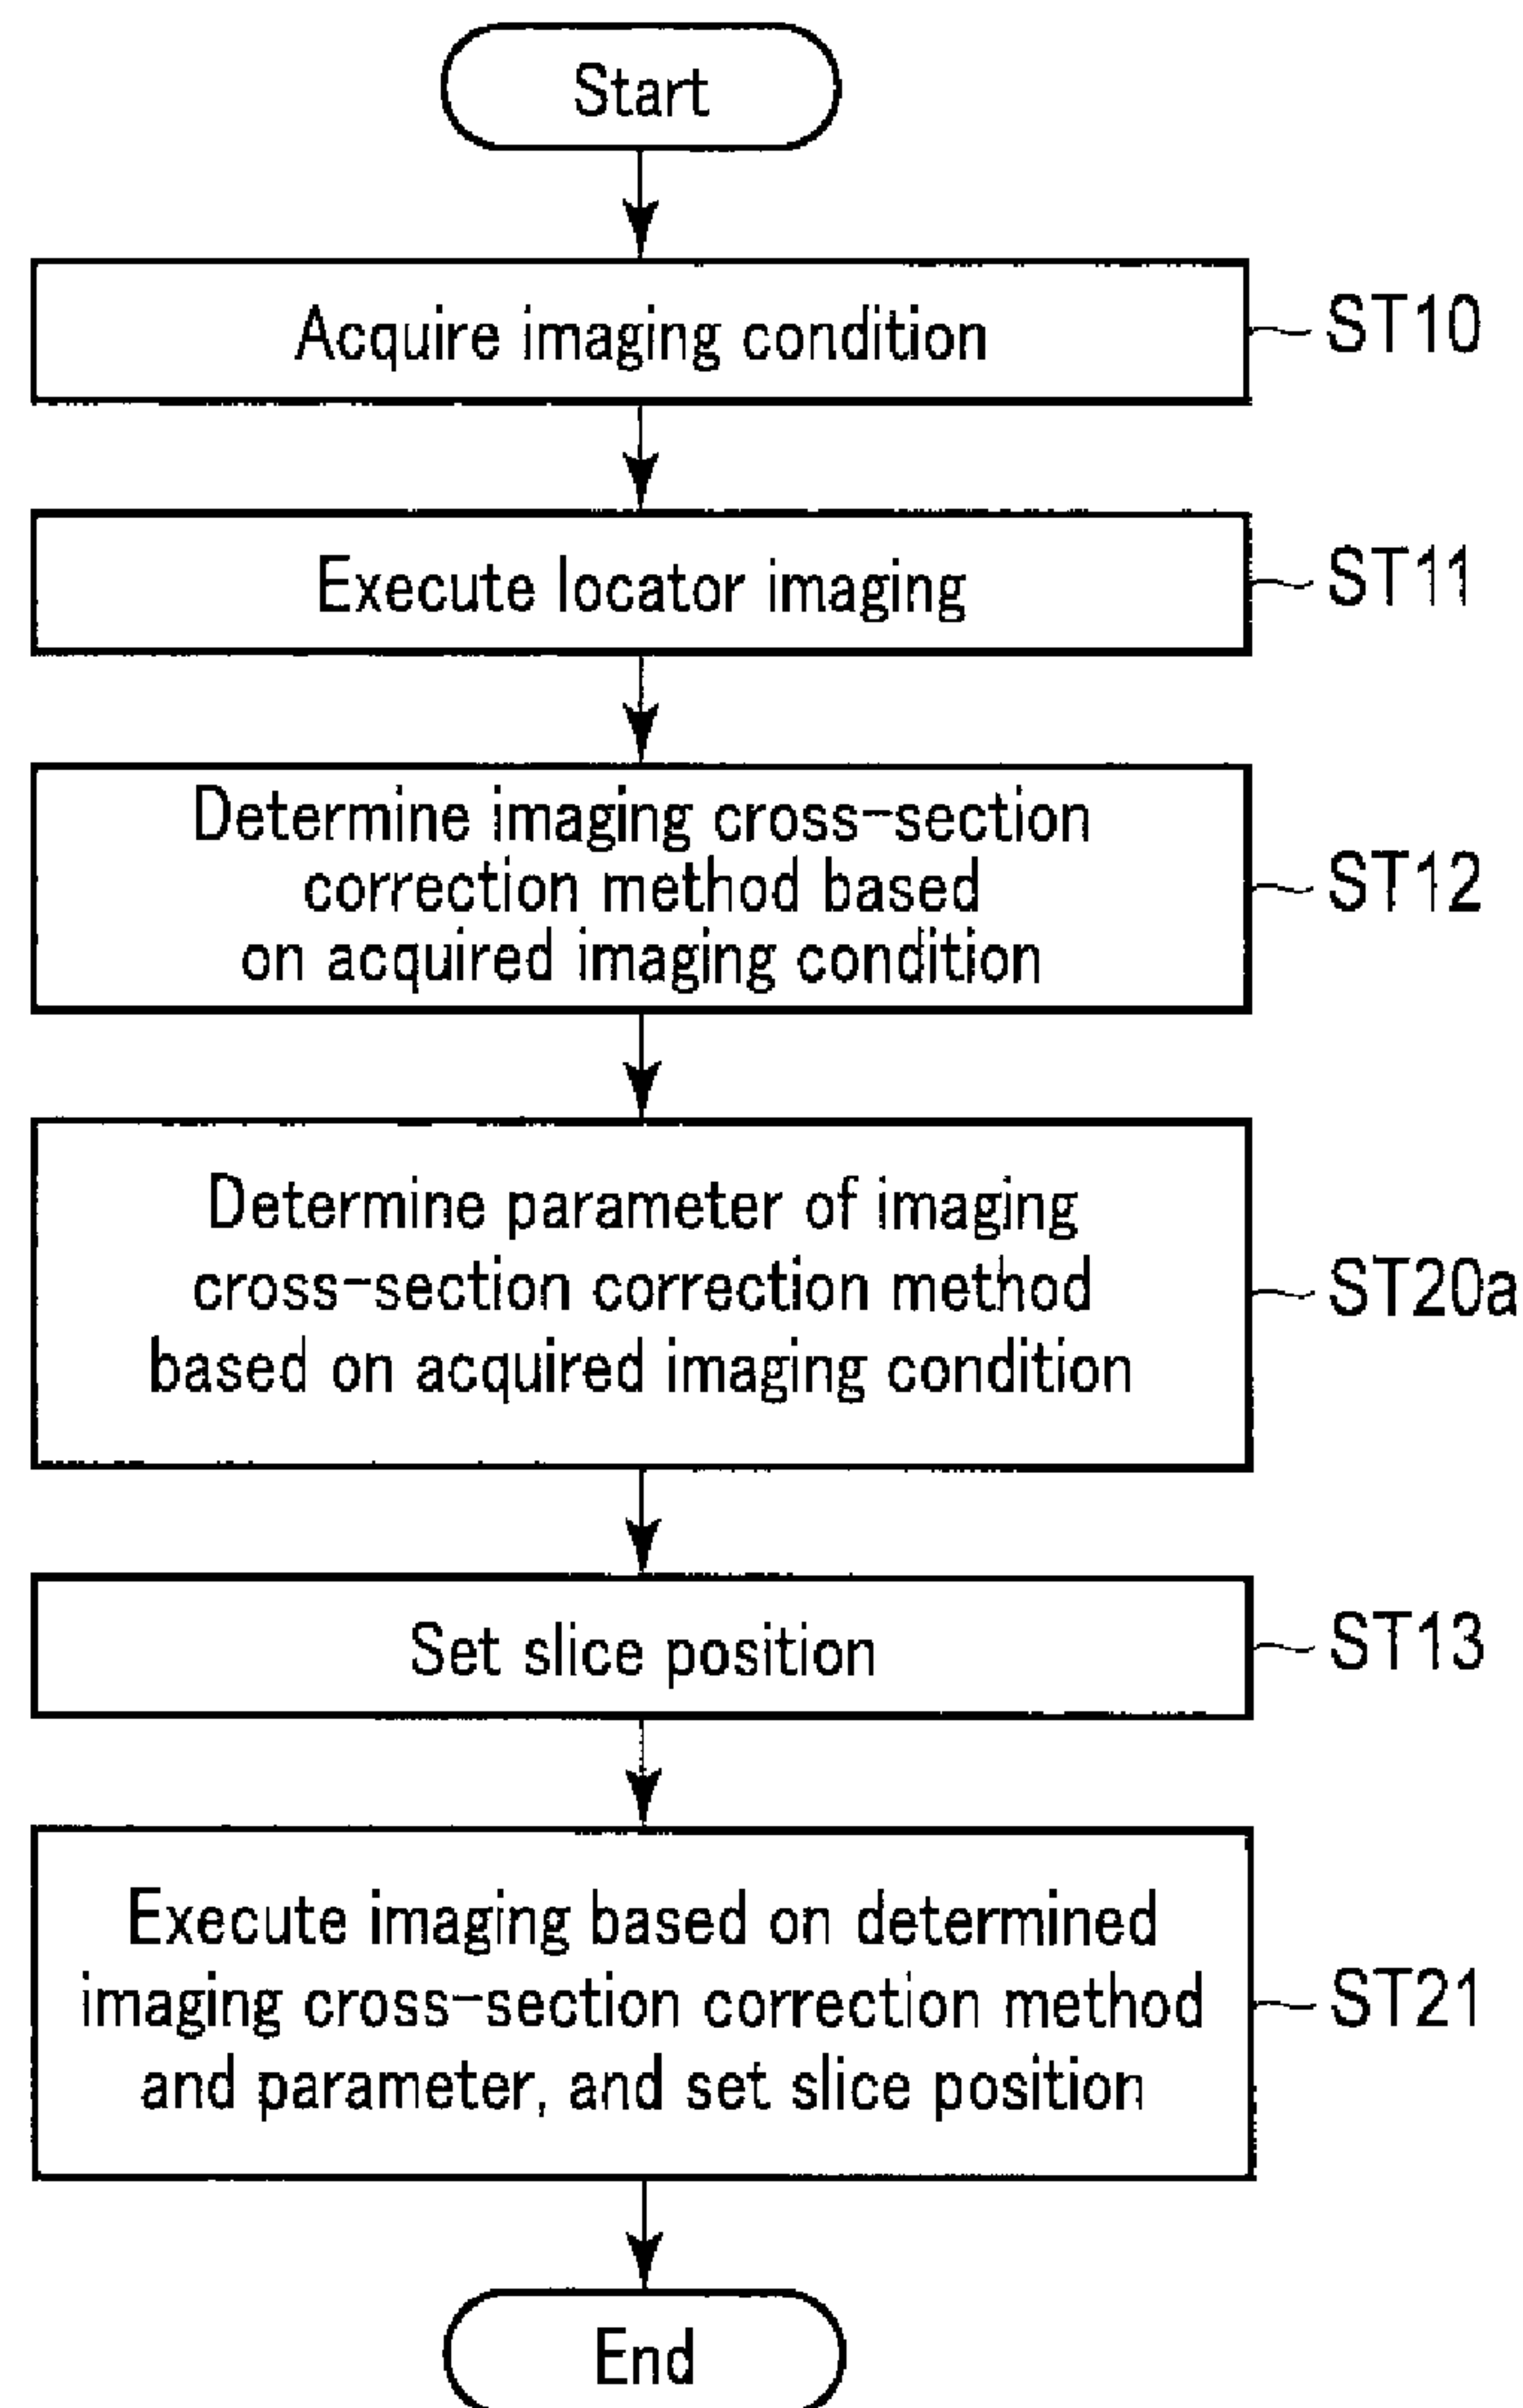 Start
Acquire imaging condition
ST10
Execute locator imaging
ST11
Determine imaging cross-section
correction method based
on acquired imaging condition
ST12
Determine parameter of imaging
cross-section correction method
based on acquired imaging condition
ST20a
Set slice position
ST13
Execute imaging based on determined
imaging cross-section correction method
and parameter, and set slice position
ST21
End